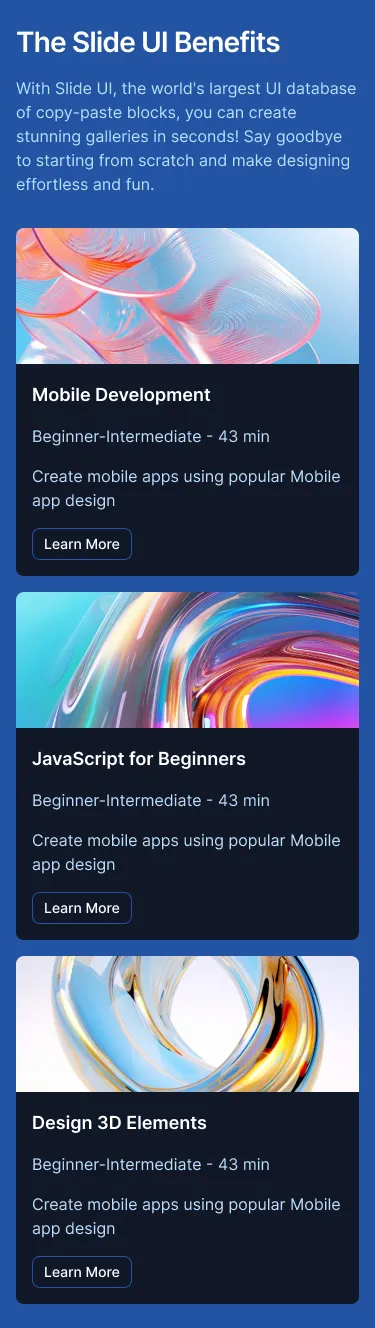 The Slide UI Benefits
With Slide UI, the world's largest UI database
of copy-paste blocks, you can create
stunning galleries in seconds! Say goodbye
to starting from scratch and make designing
effortless and fun.
Mobile Development
Beginner-Intermediate - 43 min
Create mobile apps using popular Mobile
app design
Learn More
JavaScript for Beginners
Beginner-Intermediate - 43 min
Create mobile apps using popular Mobile
app design
Learn More
Design 3D Elements
Beginner-Intermediate - 43 min
Create mobile apps using popular Mobile
app design
Learn More